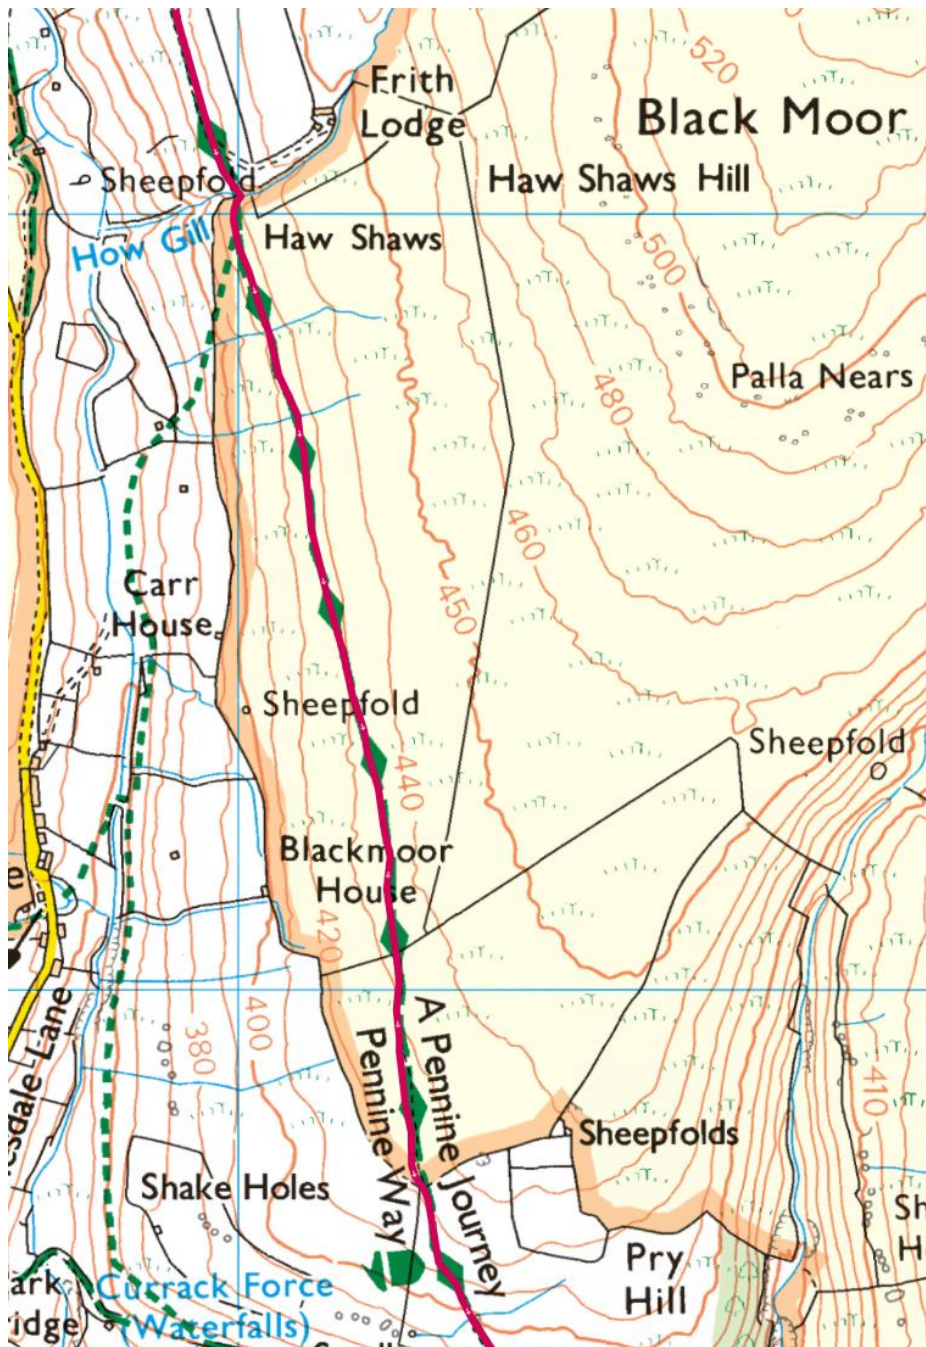 520
Frith
Lodge
Black Moor
Sheepfold
Haw Shaws Hill
How Gill
Haw Shaws
500
Palla Nears
480
460
Carr
House
450
Sheepfold
Sheepfold
440
Blackmoor
House
420
A Pennine Journey
Pennine Way
400
380
410
Sheepfolds
Shake Holes
Pry
Hill
Currack Force
(Waterfalls)